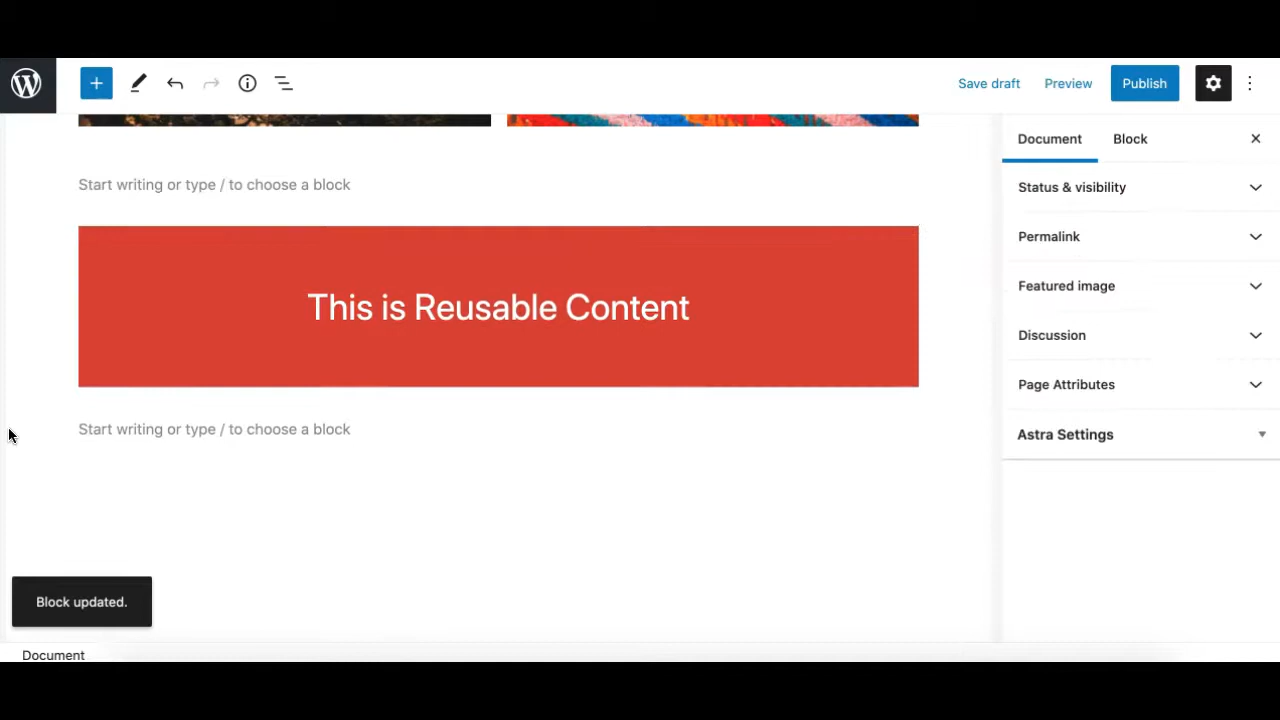 Save draft
Preview
Publish
Document
Block
Start writing or type / to choose a block
Status & visibility
Permalink
Featured image
This is Reusable Content
Discussion
Page Attributes
Start writing or type / to choose a block
Astra Settings
Block updated.
Document